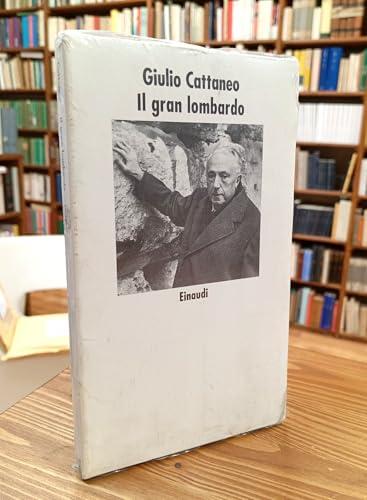 Giulio Cattaneo
Il gran lombardo
Einaudi